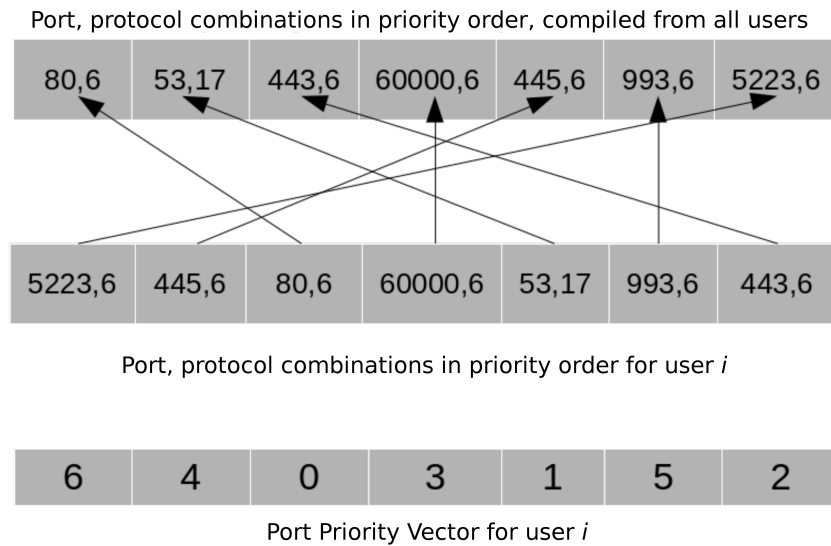 Port, protocol combinations in priority order, compiled from all users
80,6 53,17 443,6 60000,6 445,6 993,6 5223,6
5223,6 445,6 80,6 60000,6 53,17 993,6 443,6
Port, protocol combinations in priority order for user i
6 4 0 3 1 5 2
Port Priority Vector for user i